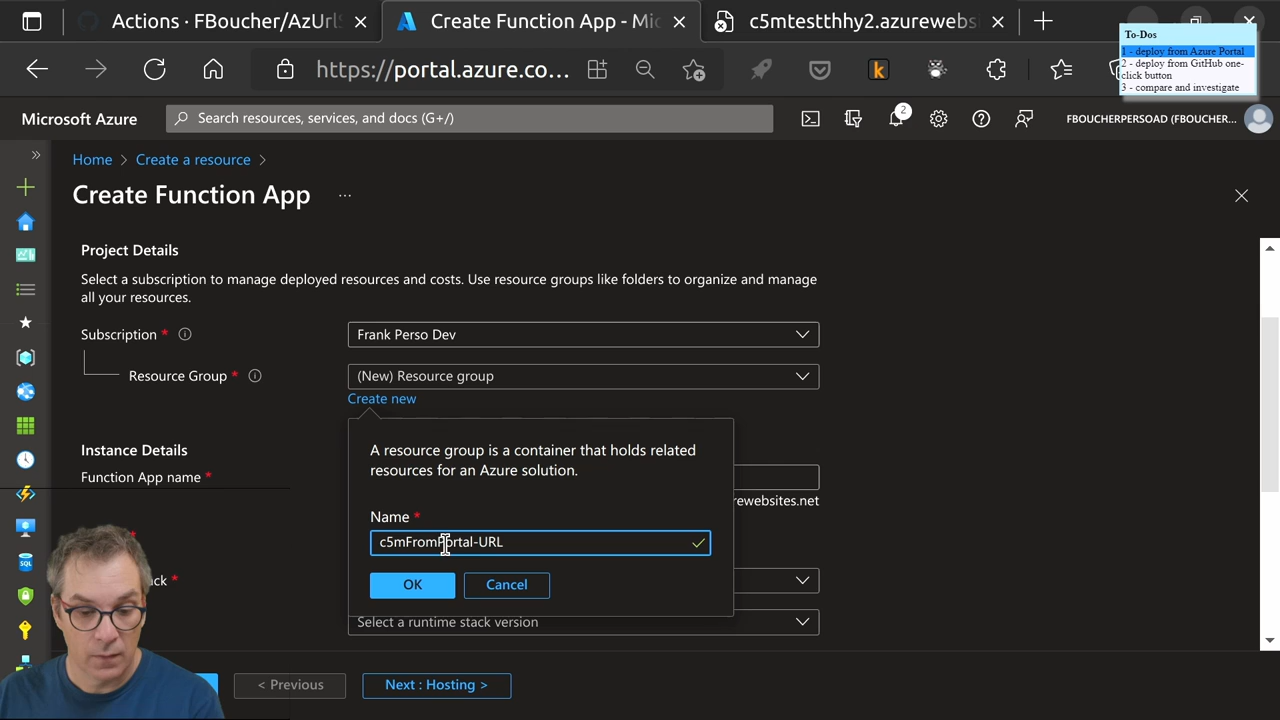 Actions · FBoucher/AzUrlS
Create Function App - Mic
c5mtestthhy2.azurewebs
To-Dos
1 - deploy from Azure Portal
2 - deploy from GitHub one-
click button
3 - compare and investigate
https://portal.azure.co...
k
Microsoft Azure
Search resources, services, and docs (G+/)
2
FBOUCHERPERSOAD (FBOUCHER...
Home > Create a resource >
Create Function App ...
Project Details
Select a subscription to manage deployed resources and costs. Use resource groups like folders to organize and manage
all your resources.
Subscription *
Frank Perso Dev
Resource Group *
(New) Resource group
Create new
A resource group is a container that holds related
resources for an Azure solution.
Instance Details
Function App name *
rewebsites.net
Name *
*
c5mFromPortal-URL
ack *
OK
Cancel
Select a runtime stack version
< Previous
Next : Hosting >
SQL